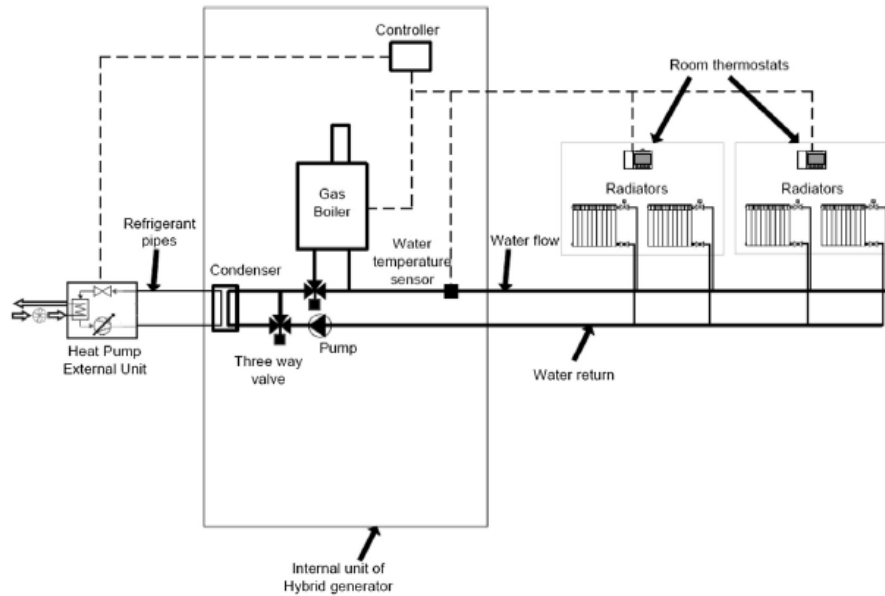 Controller
Room thermostats
Gas
Boiler
Radiators
Radiators
Refrigerant
pipes
Water
temperature
sensor
Water flow
Condenser
Heat Pump
External Unit
Three way
valve
Pump
Water return
Internal unit of
Hybrid generator